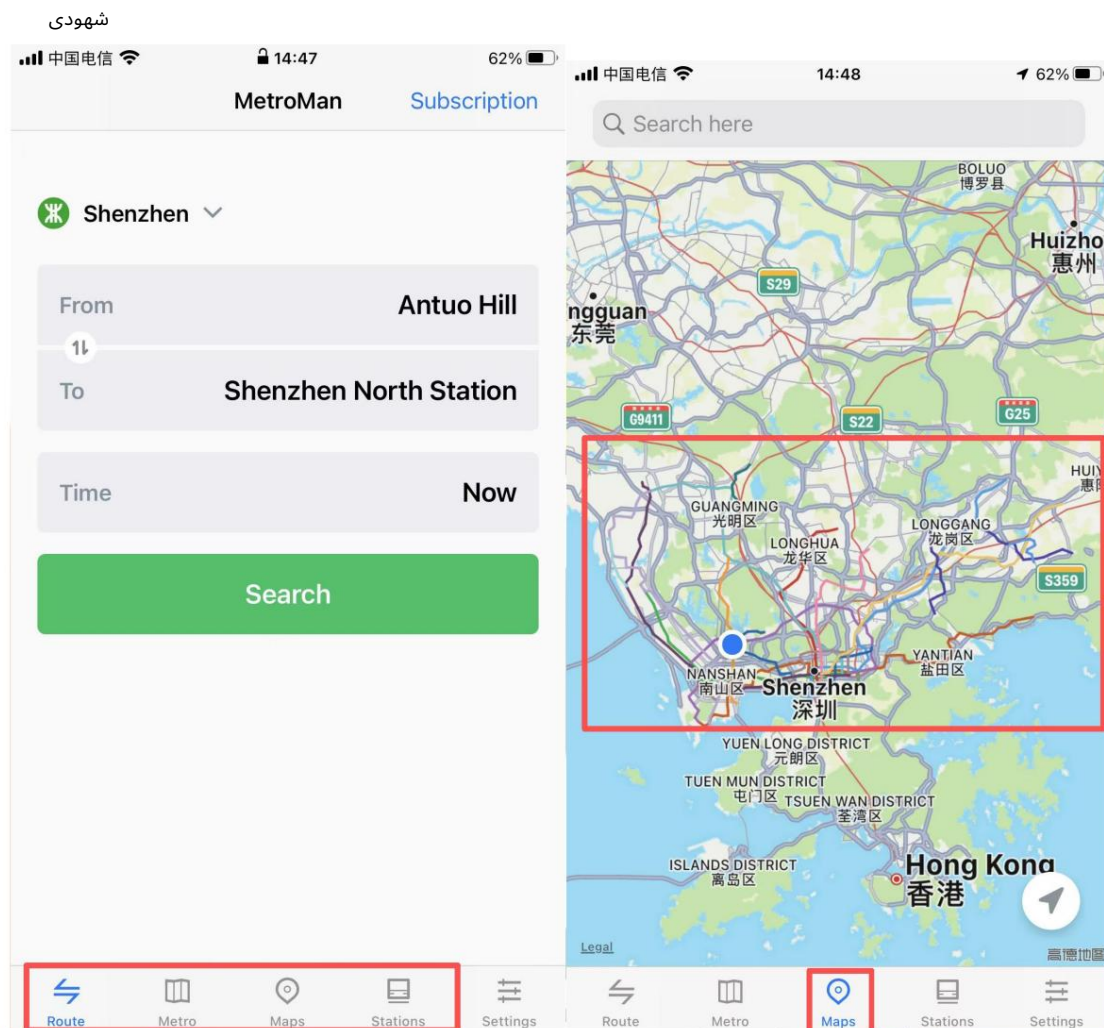 شهودی
中国电信
14:47
62%
MetroMan
Subscription
Shenzhen
From
Antuo Hill
To
Shenzhen North Station
Time
Now
Search
Route
Metro
Maps
Stations
Settings
中国电信
14:48
62%
Search here
BOLUO
博罗县
Huizho
惠州
S29
ngguan
东莞
G9411
S22
G25
HUIY
惠阳
GUANGMING
光明区
LONGHUA
龙华区
LONGGANG
龙岗区
S359
YANTIAN
盐田区
NANSHAN
南山区
Shenzhen
深圳
YUEN LONG DISTRICT
元朗区
TUEN MUN DISTRICT
屯门区
TSUEN WAN DISTRICT
荃湾区
ISLANDS DISTRICT
离岛区
Hong Kong
香港
Legal
高德地图
Route
Metro
Maps
Stations
Settings